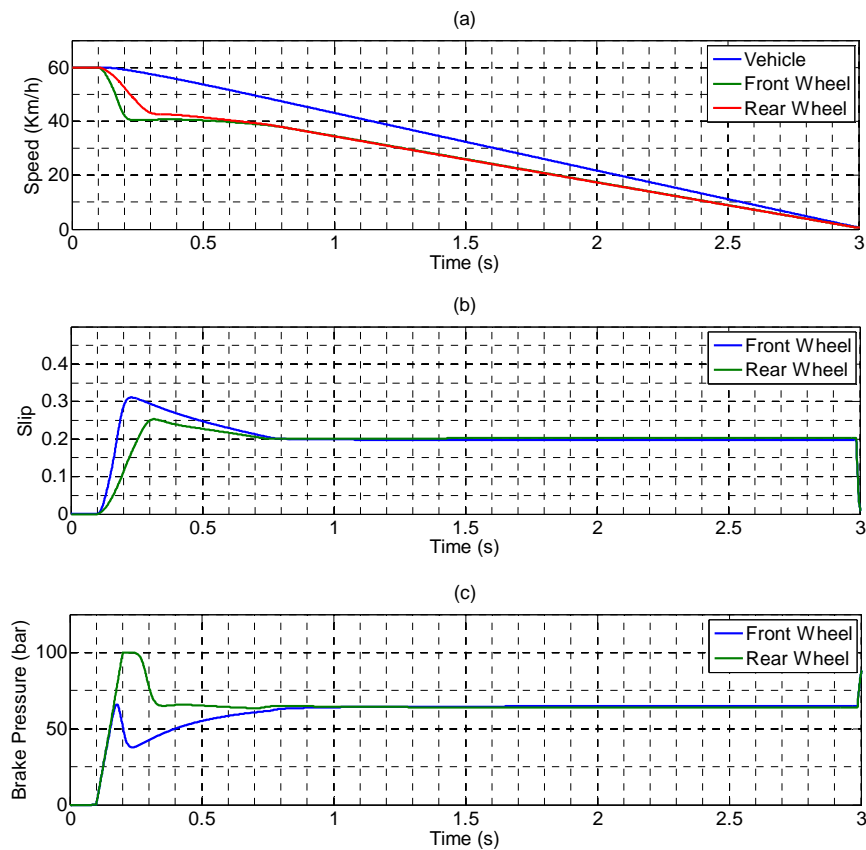 (a)
Speed (Km/h)
60
40
20
0
Vehicle
Front Wheel
Rear Wheel
0 0.5 1 1.5 2 2.5 3
Time (s)
(b)
Slip
0.4
0.3
0.2
0.1
0
Front Wheel
Rear Wheel
0 0.5 1 1.5 2 2.5 3
Time (s)
(c)
Brake Pressure (bar)
100
50
0
Front Wheel
Rear Wheel
0 0.5 1 1.5 2 2.5 3
Time (s)